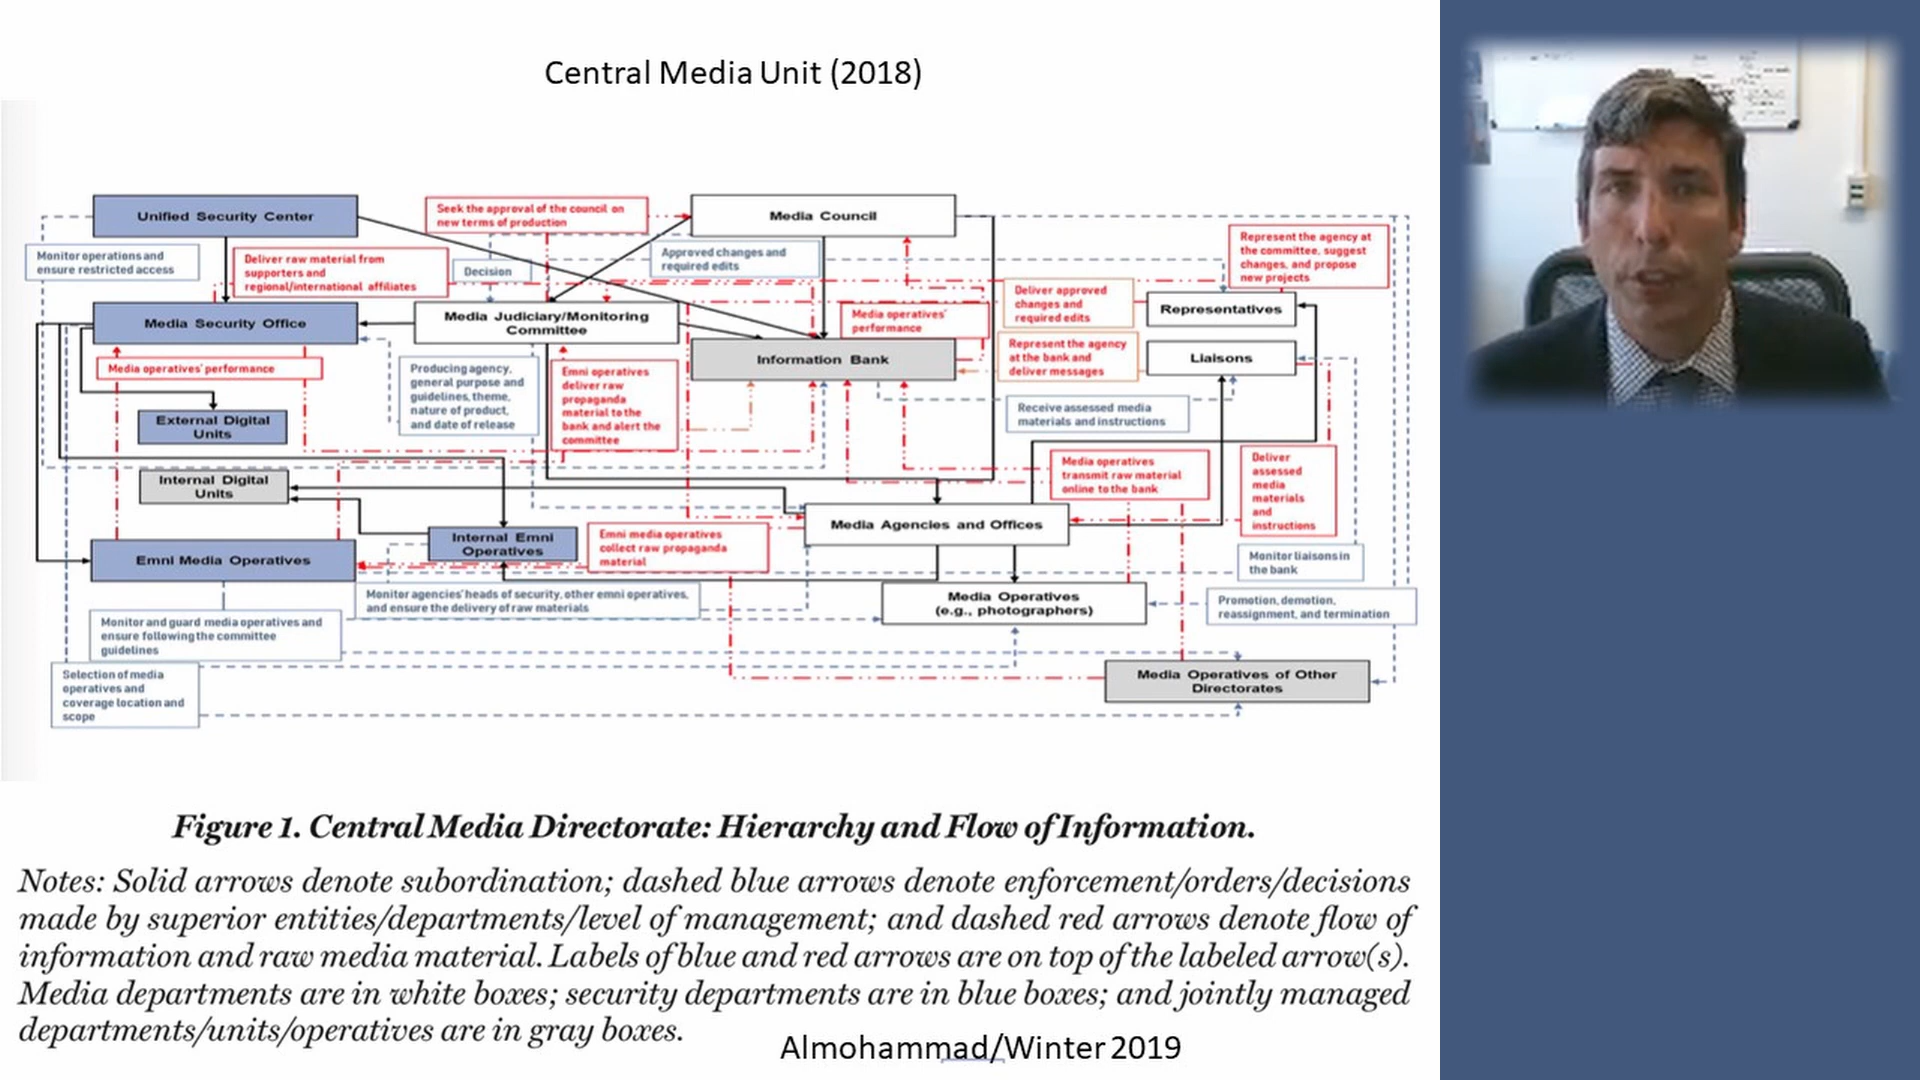 Central Media Unit (2018)
Unified Security Center
Seek the approval of the council on
new terms of production
Media Council
Monitor operations and
ensure restricted access
Deliver raw material from
supporters and
regional/international affiliates
Decision
Approved changes and
required edits
Represent the agency at
the committee, suggest
changes, and propose
new projects
Media Security Office
Media Judiciary/Monitoring
Committee
Media operatives'
performance
Deliver approved
changes and
required edits
Representatives
Information Bank
Represent the agency
at the bank and
deliver messages
Liaisons
Media operatives' performance
Producing agency,
general purpose and
guidelines, theme,
nature of product,
and date of release
Emni operatives
deliver raw
propaganda
material to the
bank and alert the
committee
Receive assessed media
materials and instructions
External Digital
Units
Internal Digital
Units
Media operatives
transmit raw material
online to the bank
Deliver
assessed
media
materials
and
instructions
Media Agencies and Offices
Internal Emni
Operatives
Emni media operatives
collect raw propaganda
material
Emni Media Operatives
Monitor liaisons in
the bank
Monitor agencies' heads of security, other emni operatives,
and ensure the delivery of raw materials
Media Operatives
(e.g., photographers)
Promotion, demotion,
reassignment, and termination
Monitor and guard media operatives and
ensure following the committee
guidelines
Selection of media
operatives and
coverage location and
scope
Media Operatives of Other
Directorates
Figure 1. Central Media Directorate: Hierarchy and Flow of Information.
Notes: Solid arrows denote subordination; dashed blue arrows denote enforcement/orders/decisions
made by superior entities/departments/level of management; and dashed red arrows denote flow of
information and raw media material. Labels of blue and red arrows are on top of the labeled arrow(s).
Media departments are in white boxes; security departments are in blue boxes; and jointly managed
departments/units/operatives are in gray boxes.
Almohammad/Winter 2019